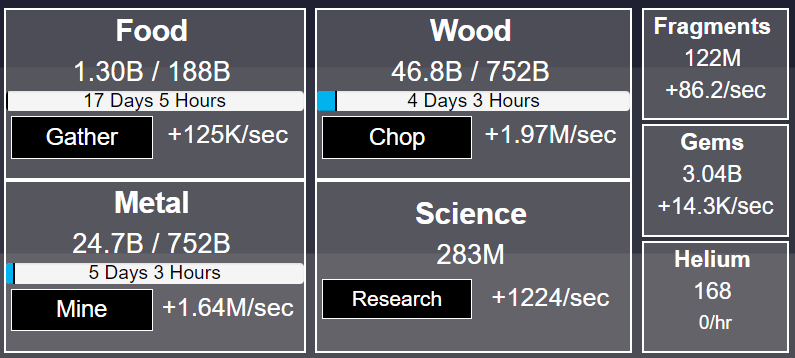 Food
1.30B / 188B
17 Days 5 Hours
Gather
+125K/sec
Wood
46.8B / 752B
4 Days 3 Hours
Chop
+1.97M/sec
Metal
24.7B / 752B
5 Days 3 Hours
Mine
+1.64M/sec
Science
283M
Research
+1224/sec
Fragments
122M
+86.2/sec
Gems
3.04B
+14.3K/sec
Helium
168
0/hr